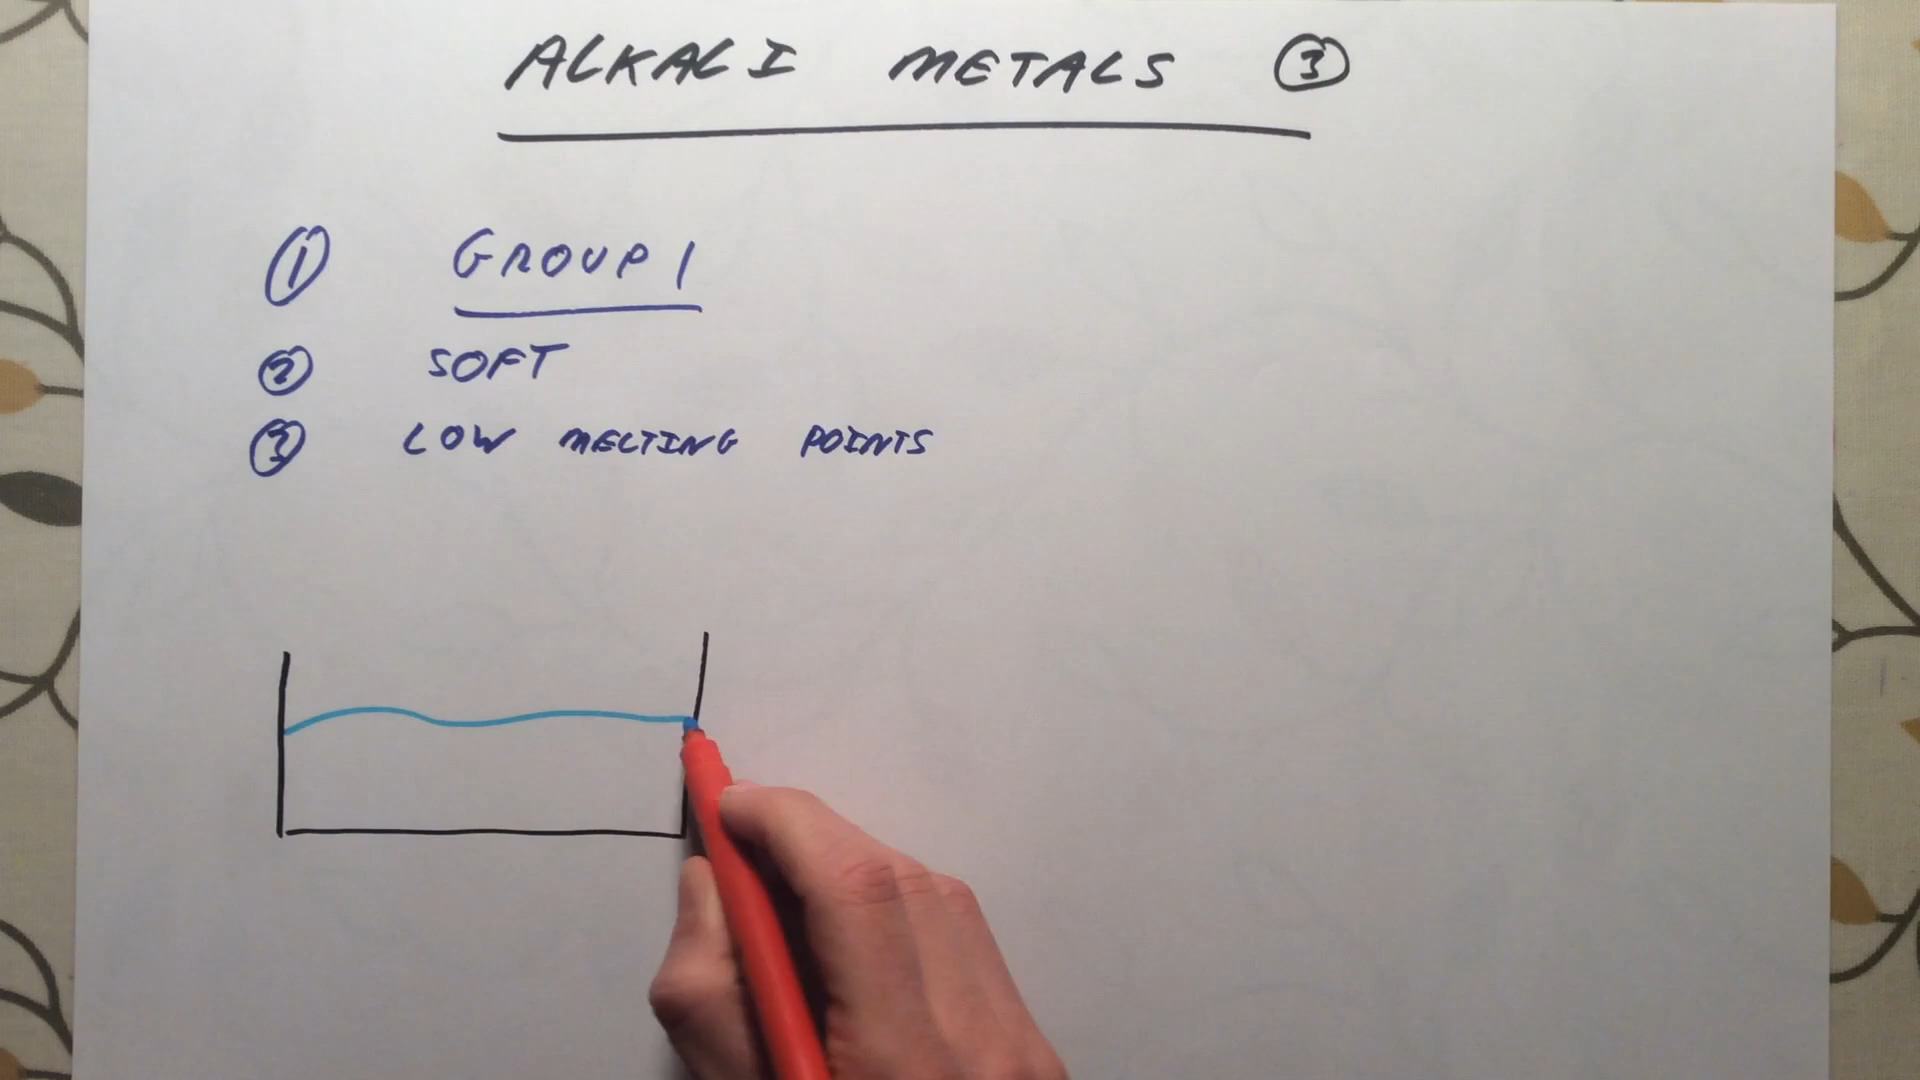 ALKALI METALS ③
① GROUP 1
② SOFT
③ LOW MELTING POINTS